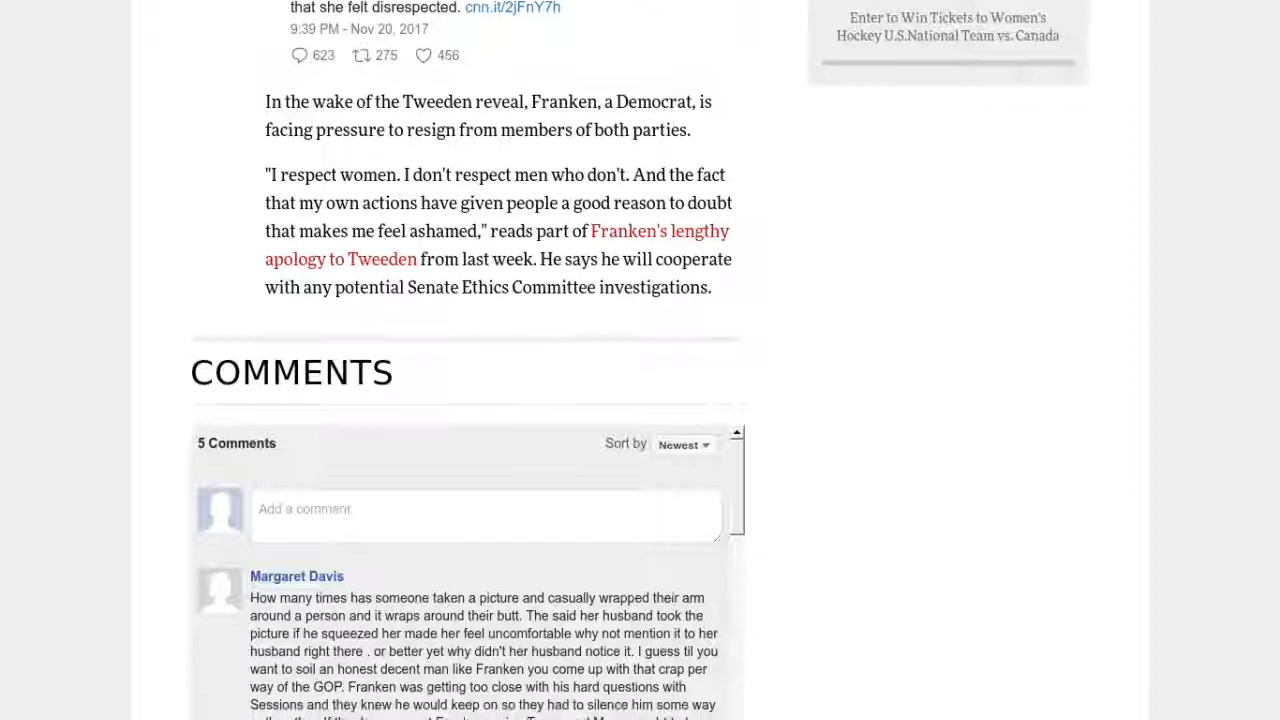 that she felt disrespected. cnn.it/2jFnY7h
9:39 PM - Nov 20, 2017
623 275 456
Enter to Win Tickets to Women's
Hockey U.S.National Team vs. Canada
In the wake of the Tweeden reveal, Franken, a Democrat, is
facing pressure to resign from members of both parties.
"I respect women. I don't respect men who don't. And the fact
that my own actions have given people a good reason to doubt
that makes me feel ashamed," reads part of Franken's lengthy
apology to Tweeden from last week. He says he will cooperate
with any potential Senate Ethics Committee investigations.
COMMENTS
5 Comments
Sort by Newest
Add a comment
Margaret Davis
How many times has someone taken a picture and casually wrapped their arm
around a person and it wraps around their butt. The said her husband took the
picture if he squeezed her made her feel uncomfortable why not mention it to her
husband right there . or better yet why didn't her husband notice it. I guess til you
want to soil an honest decent man like Franken you come up with that crap per
way of the GOP. Franken was getting too close with his hard questions with
Sessions and they knew he would keep on so they had to silence him some way